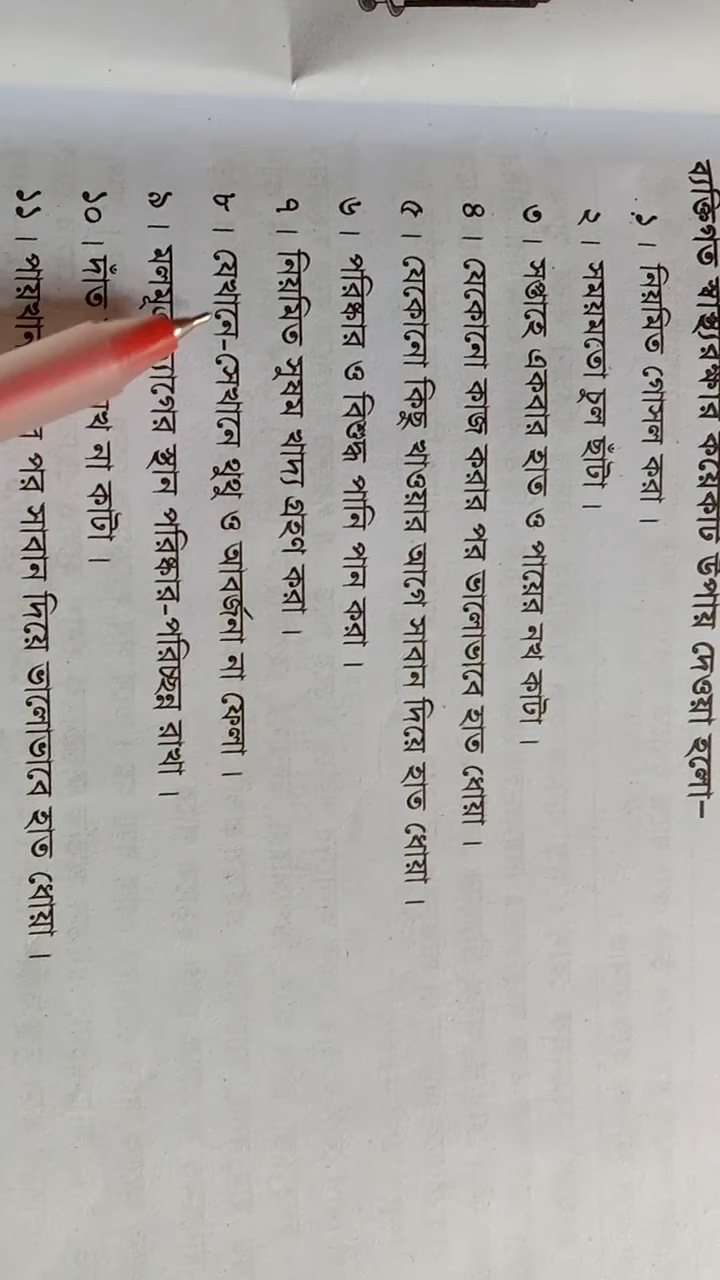 ব্যক্তিগত স্বাস্থ্যরক্ষার কয়েকটি উপায় দেওয়া হলো-
১। নিয়মিত গোসল করা।
২। সময়মতো চুল ছাঁটা।
৩। সপ্তাহে একবার হাত ও পায়ের নখ কাটা।
৪। যেকোনো কাজ করার পর ভালোভাবে হাত ধোয়া।
৫। যেকোনো কিছু খাওয়ার আগে সাবান দিয়ে হাত ধোয়া।
৬। পরিষ্কার ও বিশুদ্ধ পানি পান করা।
৭। নিয়মিত সুষম খাদ্য গ্রহণ করা।
৮। যেখানে-সেখানে থুথু ও আবর্জনা না ফেলা।
৯। স্থান পরিষ্কার-পরিচ্ছন্ন রাখা।
১০। দাঁত না কাটা।
১১। পর সাবান দিয়ে ভালোভাবে হাত ধোয়া।